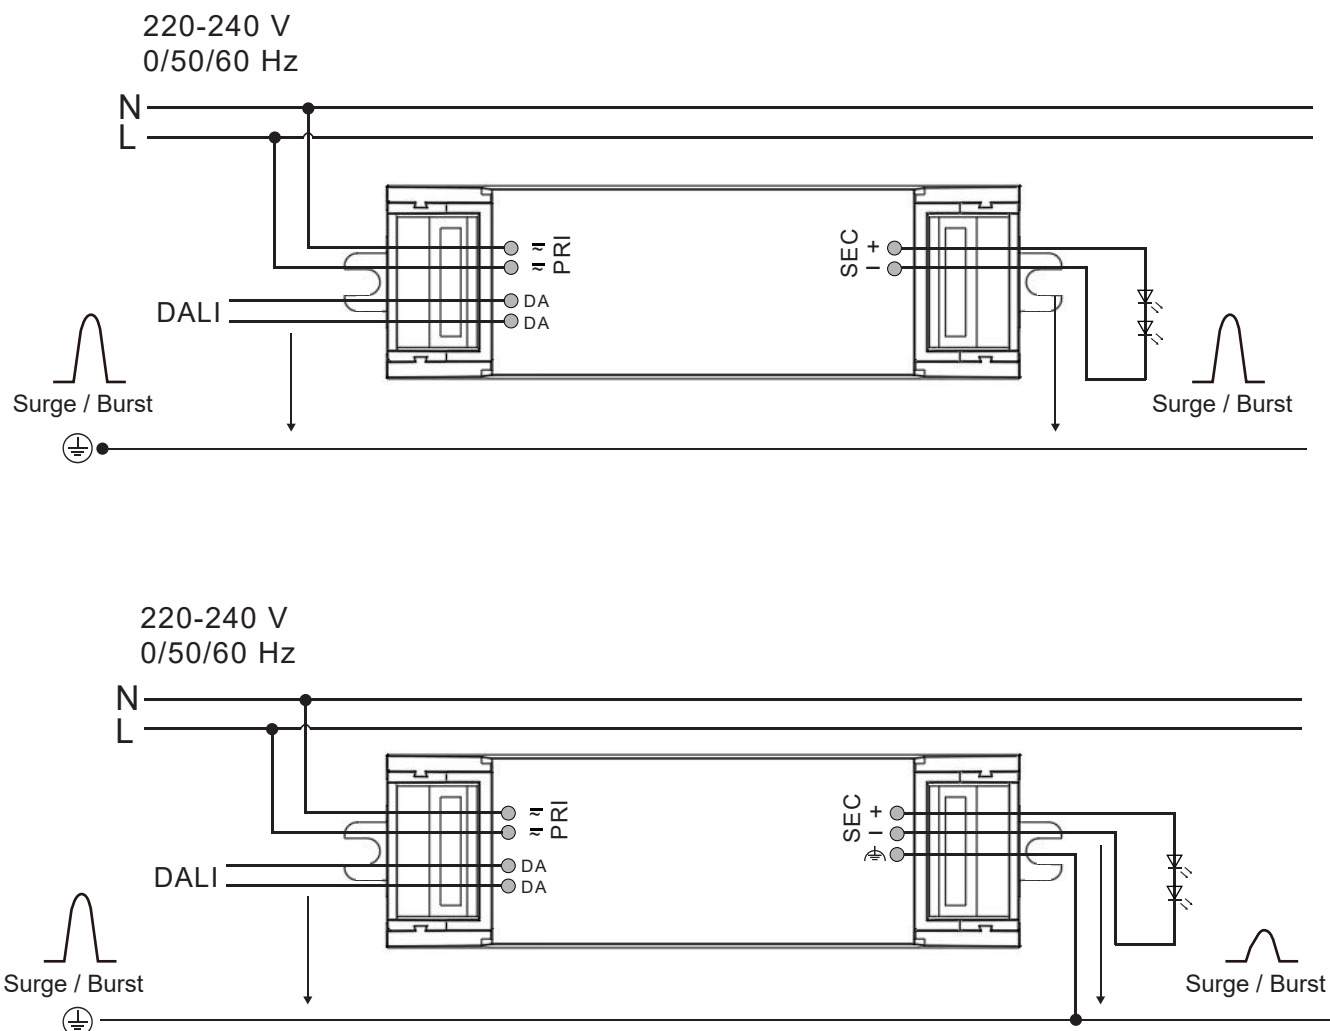 220-240 V
0/50/60 Hz
N
L
PRI
SEC
+
−
DALI
DA
DA
Surge / Burst
Surge / Burst
220-240 V
0/50/60 Hz
N
L
PRI
SEC
+
−
DALI
DA
DA
Surge / Burst
Surge / Burst